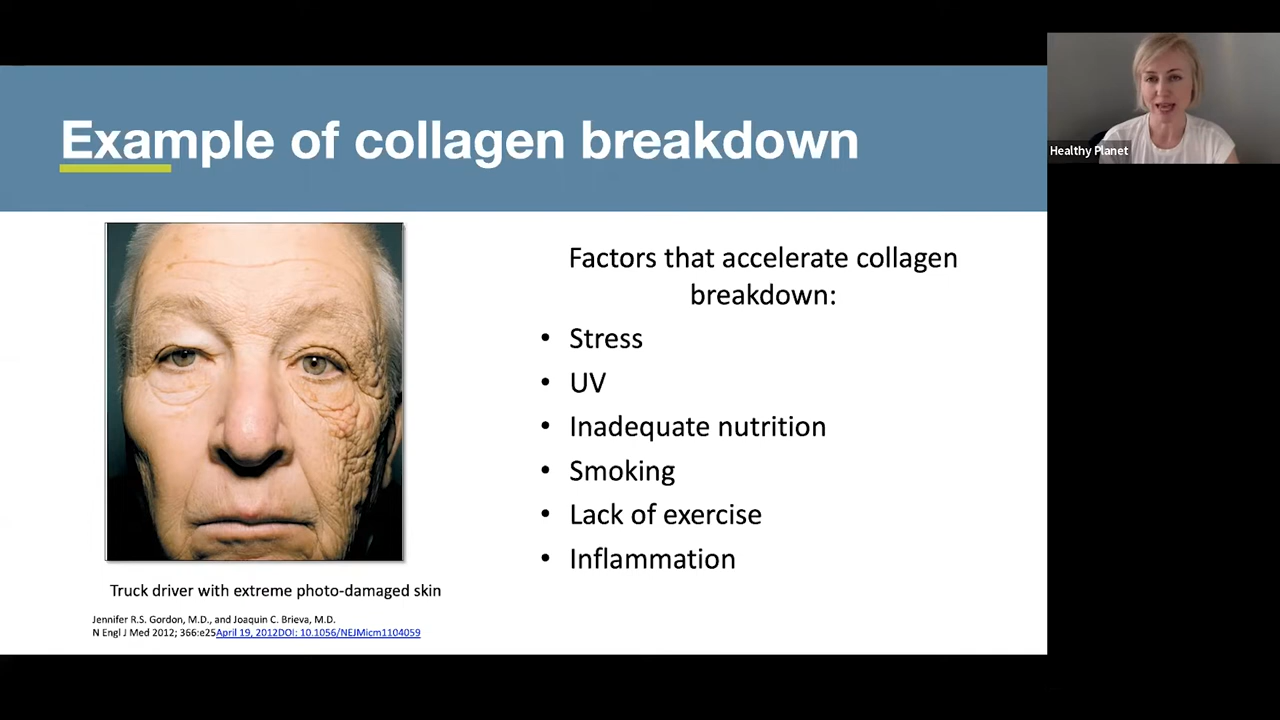 Example of collagen breakdown
Healthy Planet
Factors that accelerate collagen
breakdown:
• Stress
• UV
• Inadequate nutrition
• Smoking
• Lack of exercise
• Inflammation
Truck driver with extreme photo-damaged skin
Jennifer R.S. Gordon, M.D., and Joaquin C. Brieva, M.D.
N Engl J Med 2012; 366:e25April 19, 2012DOI: 10.1056/NEJMicm1104059